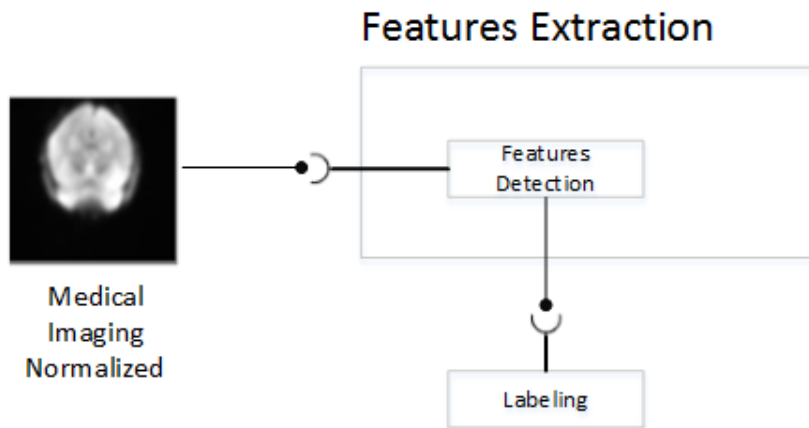 Features Extraction
Features
Detection
Medical
Imaging
Normalized
Labeling